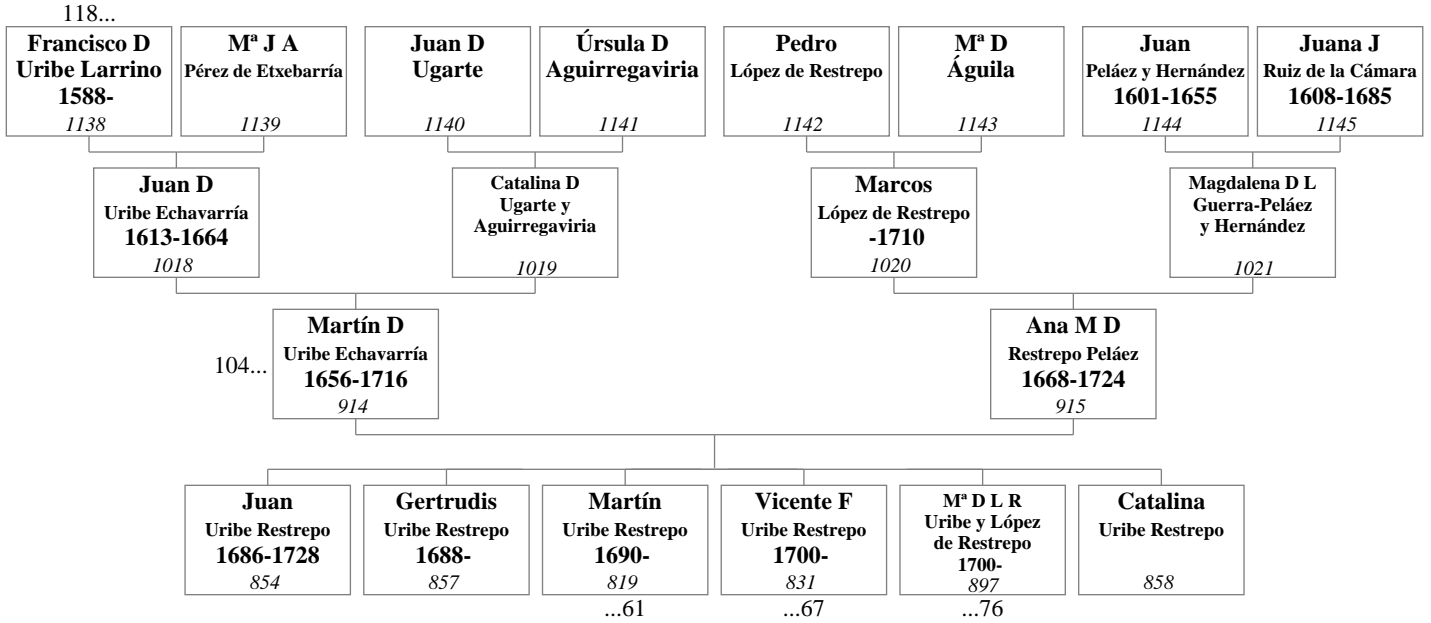 118...
Francisco D
Uribe Larrino
1588-
1138
Mª J A
Pérez de Etxebarría
1139
Juan D
Ugarte
1140
Úrsula D
Aguirregaviria
1141
Pedro
López de Restrepo
1142
Mª D
Águila
1143
Juan
Peláez y Hernández
1601-1655
1144
Juana J
Ruiz de la Cámara
1608-1685
1145
Juan D
Uribe Echavarría
1613-1664
1018
Catalina D
Ugarte y
Aguirregaviria
1019
Marcos
López de Restrepo
-1710
1020
Magdalena D L
Guerra-Peláez
y Hernández
1021
104...
Martín D
Uribe Echavarría
1656-1716
914
Ana M D
Restrepo Peláez
1668-1724
915
Juan
Uribe Restrepo
1686-1728
854
Gertrudis
Uribe Restrepo
1688-
857
Martín
Uribe Restrepo
1690-
819
...61
Vicente F
Uribe Restrepo
1700-
831
...67
Mª D L R
Uribe y López
de Restrepo
1700-
897
...76
Catalina
Uribe Restrepo
858